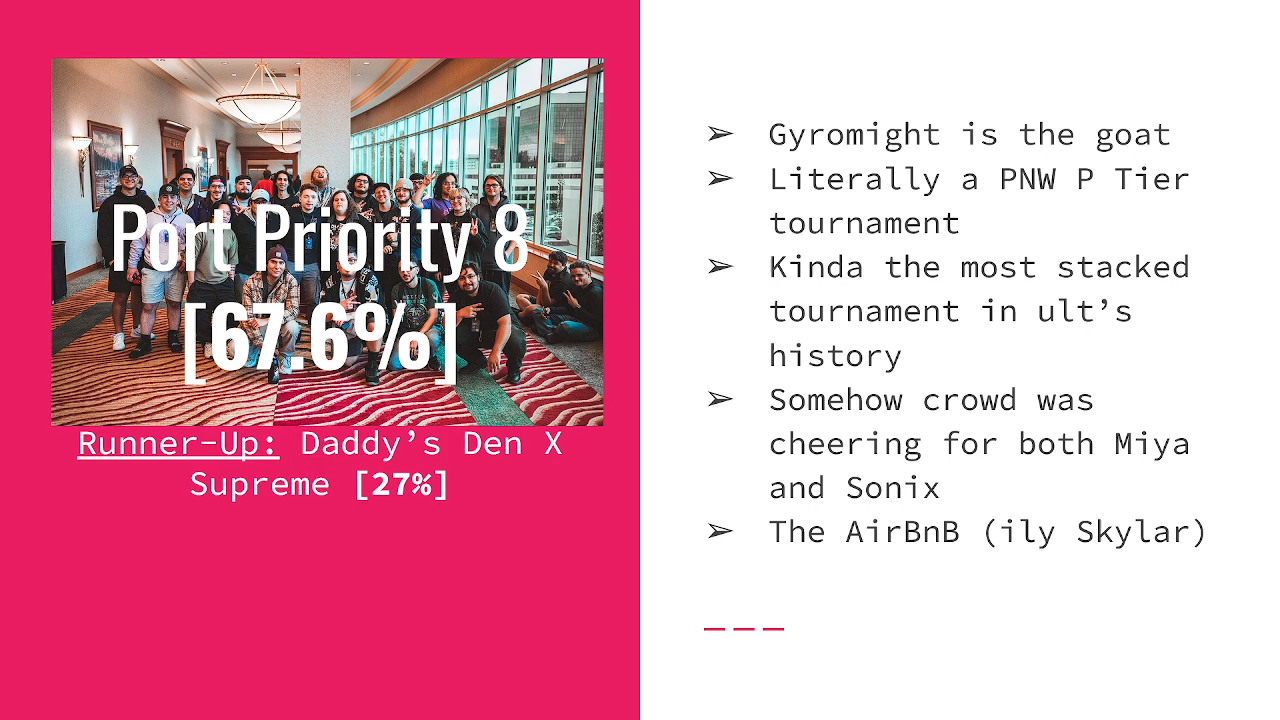 Port Priority 8
[67.6%]
Runner-Up: Daddy’s Den X
Supreme [27%]
➢ Gyromight is the goat
➢ Literally a PNW P Tier
tournament
➢ Kinda the most stacked
tournament in ult’s
history
➢ Somehow crowd was
cheering for both Miya
and Sonix
➢ The AirBnB (ily Skylar)